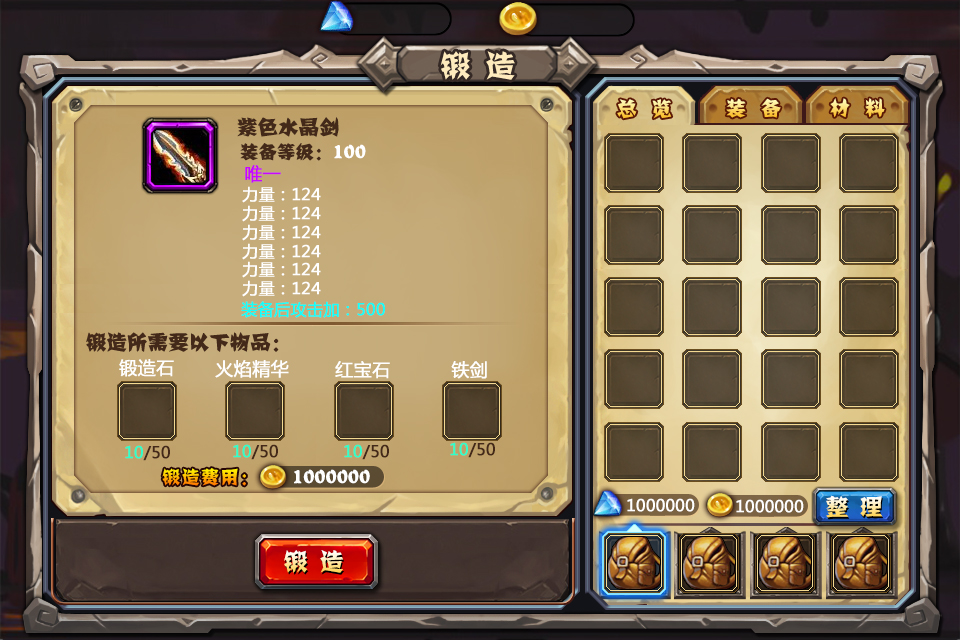 锻造
紫色水晶剑
装备等级：100
唯一
力量：124
力量：124
力量：124
力量：124
力量：124
力量：124
装备后攻击加：500
锻造所需要以下物品：
锻造石 火焰精华 红宝石 铁剑
10/50 10/50 10/50 10/50
锻造费用： 1000000
锻造
总览 装备 材料
1000000 1000000 整理